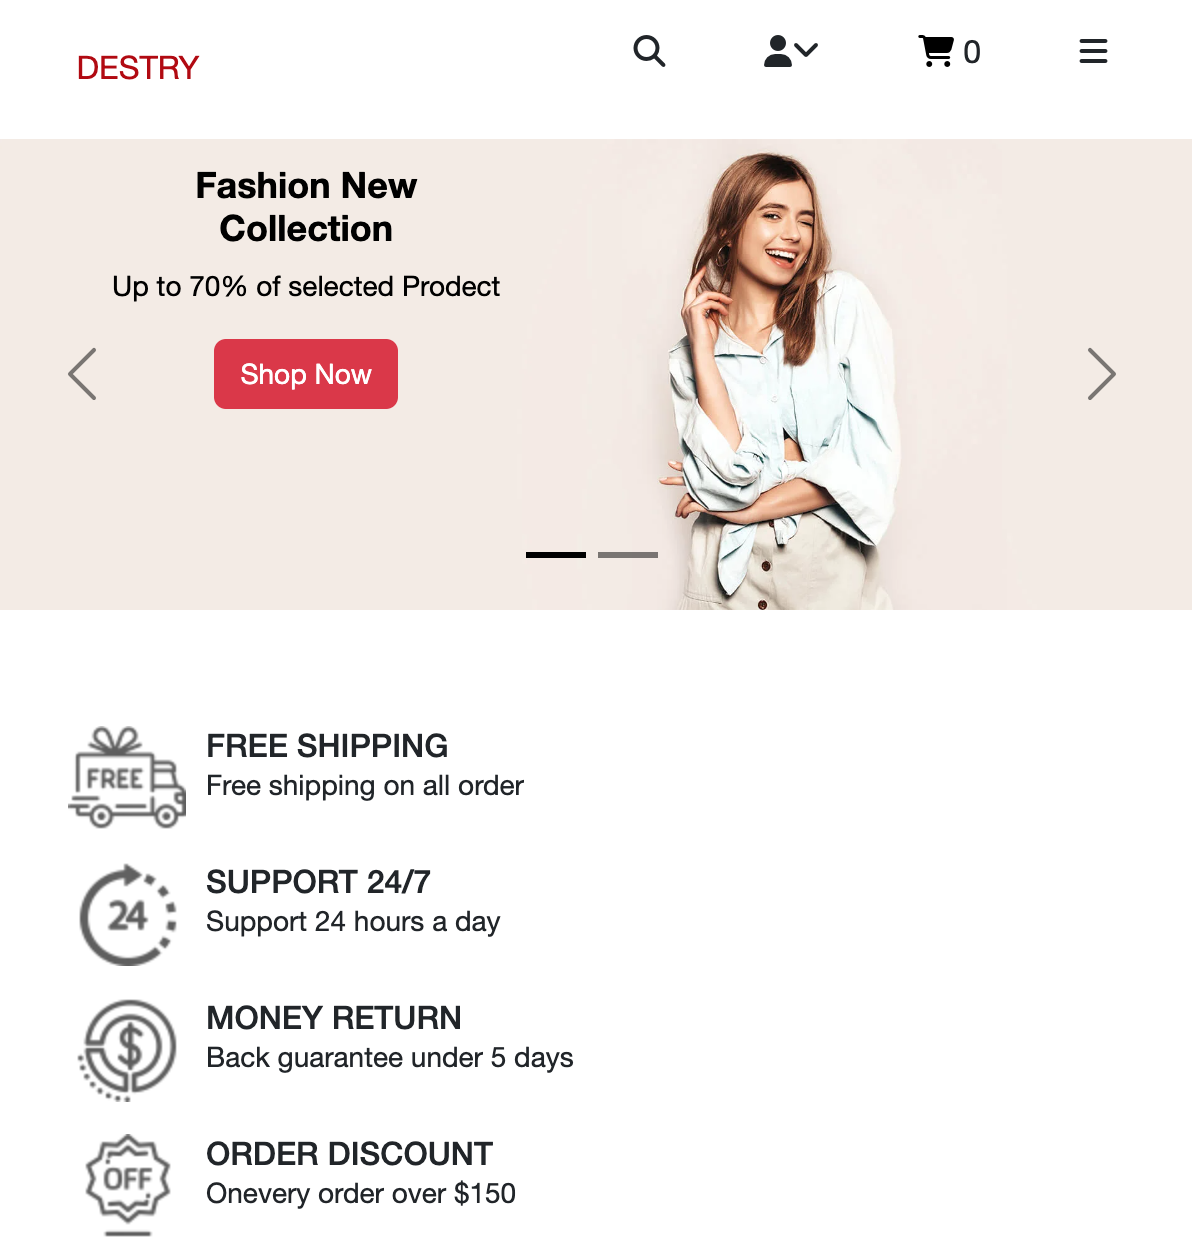 DESTRY
0
Fashion New
Collection
Up to 70% of selected Prodect
Shop Now
FREE
FREE SHIPPING
Free shipping on all order
24
SUPPORT 24/7
Support 24 hours a day
$
MONEY RETURN
Back guarantee under 5 days
OFF
ORDER DISCOUNT
Onevery order over $150